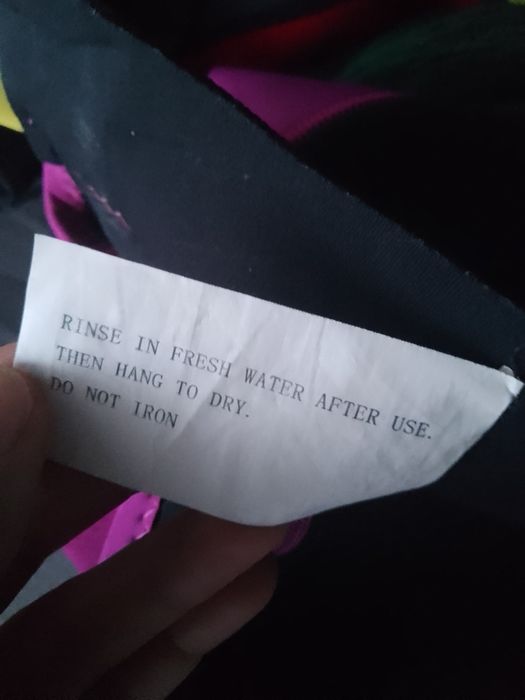 RINSE IN FRESH WATER AFTER USE.
THEN HANG TO DRY.
DO NOT IRON